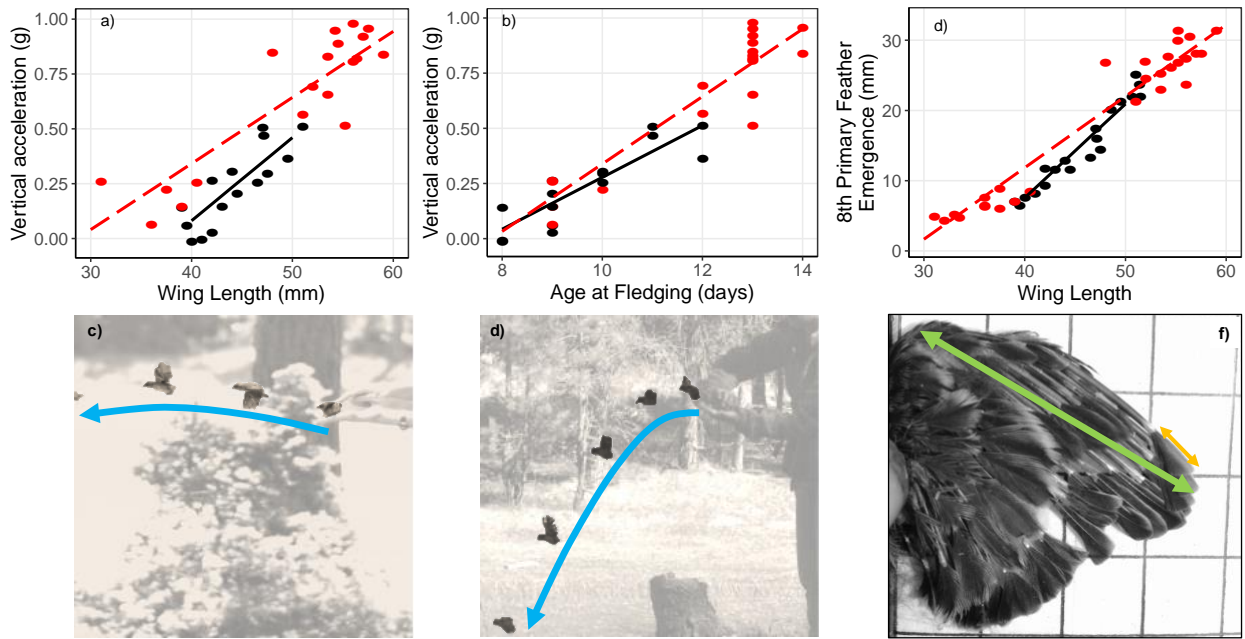 a)
Vertical acceleration (g)
1.00
0.75
0.50
0.25
0.00
30
40
50
60
Wing Length (mm)
b)
Vertical acceleration (g)
1.00
0.75
0.50
0.25
0.00
8
10
12
14
Age at Fledging (days)
d)
8th Primary Feather
Emergence (mm)
30
20
10
0
30
40
50
60
Wing Length
c)
d)
f)